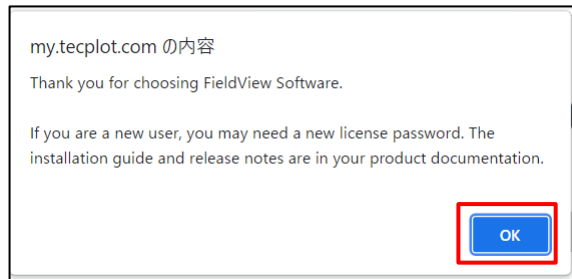 my.tecplot.com の内容
Thank you for choosing FieldView Software.
If you are a new user, you may need a new license password. The
installation guide and release notes are in your product documentation.
OK